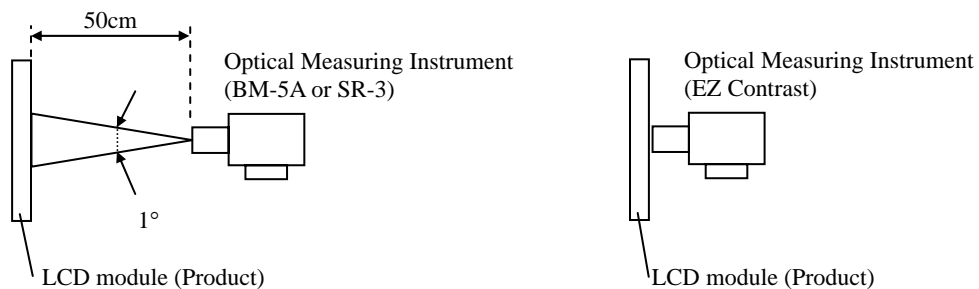 50cm
Optical Measuring Instrument
(BM-5A or SR-3)
1°
LCD module (Product)
Optical Measuring Instrument
(EZ Contrast)
LCD module (Product)